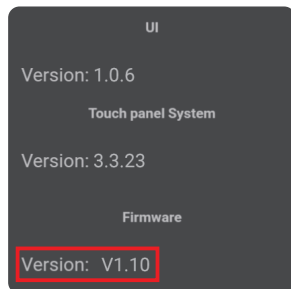 UI
Version: 1.0.6
Touch panel System
Version: 3.3.23
Firmware
Version: V1.10